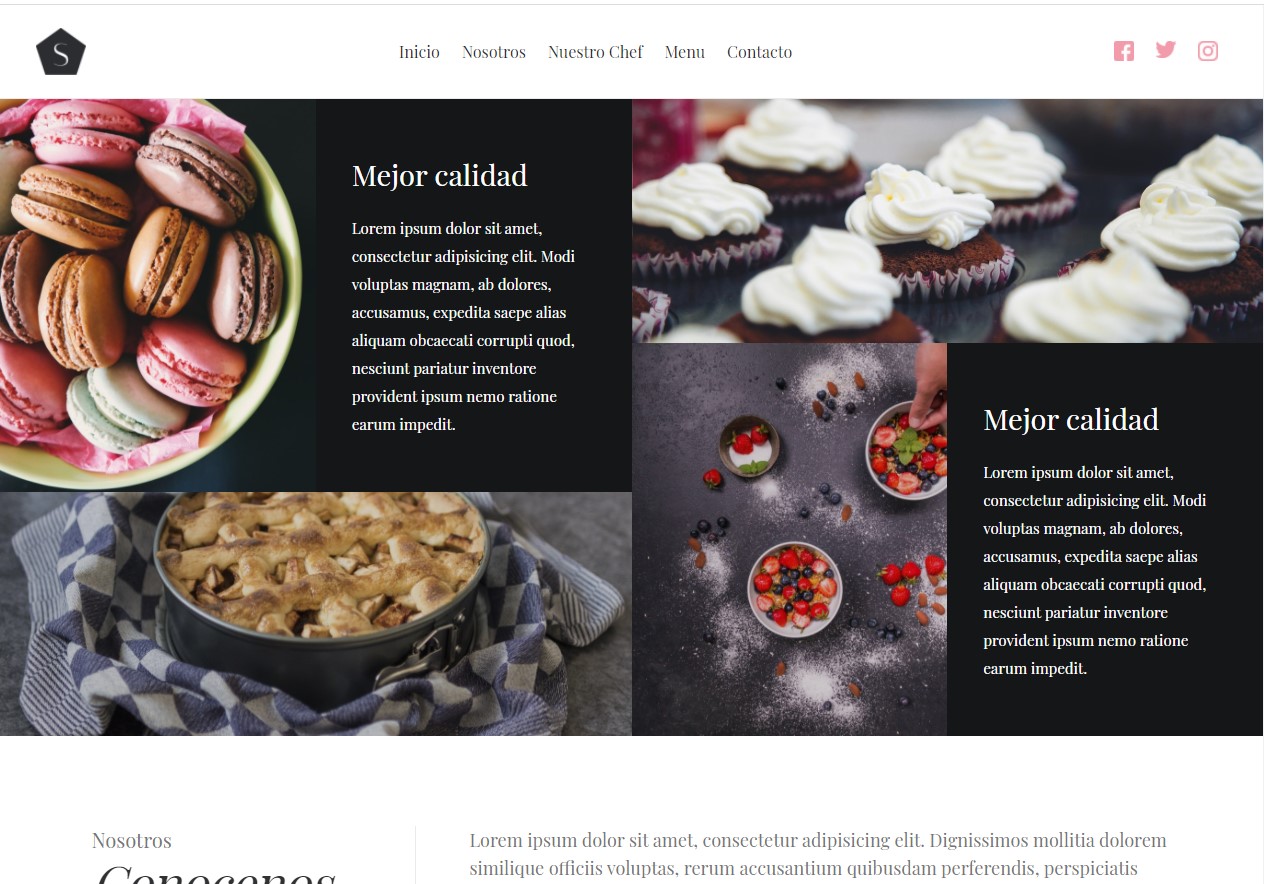 S
Inicio Nosotros Nuestro Chef Menu Contacto
Mejor calidad
Lorem ipsum dolor sit amet,
consectetur adipisicing elit. Modi
voluptas magnam, ab dolores,
accusamus, expedita saepe alias
aliquam obcaecati corrupti quod,
nesciunt pariatur inventore
provident ipsum nemo ratione
earum impedit.
Mejor calidad
Lorem ipsum dolor sit amet,
consectetur adipisicing elit. Modi
voluptas magnam, ab dolores,
accusamus, expedita saepe alias
aliquam obcaecati corrupti quod,
nesciunt pariatur inventore
provident ipsum nemo ratione
earum impedit.
Nosotros
Conocenos
Lorem ipsum dolor sit amet, consectetur adipisicing elit. Dignissimos mollitia dolorem
similique officiis voluptas, rerum accusantium quibusdam perferendis, perspiciatis